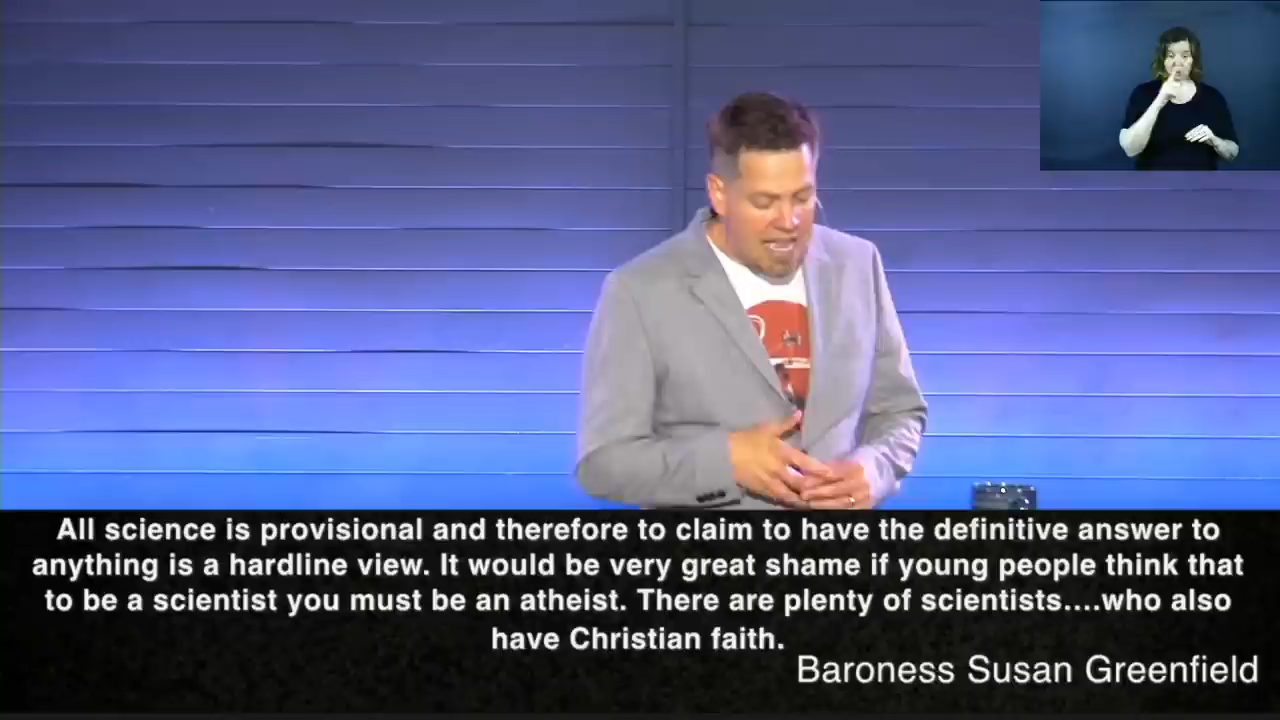 All science is provisional and therefore to claim to have the definitive answer to
anything is a hardline view. It would be very great shame if young people think that
to be a scientist you must be an atheist. There are plenty of scientists....who also
have Christian faith.
Baroness Susan Greenfield